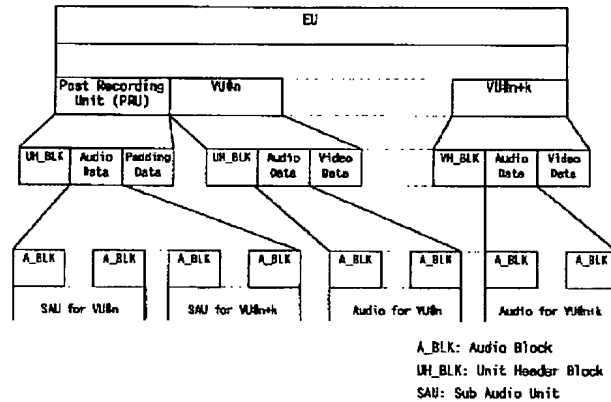 EU
Post Recording
Unit (PRU)
VU#n
VU#n+k
UH_BLK
Audio
Data
Padding
Data
UH_BLK
Audio
Data
Video
Data
VH_BLK
Audio
Data
Video
Data
A_BLK
A_BLK
A_BLK
A_BLK
A_BLK
A_BLK
A_BLK
A_BLK
SAU for VU#n
SAU for VU#n+k
Audio for VU#n
Audio for VU#n+k
A_BLK: Audio Block
UH_BLK: Unit Header Block
SAU: Sub Audio Unit